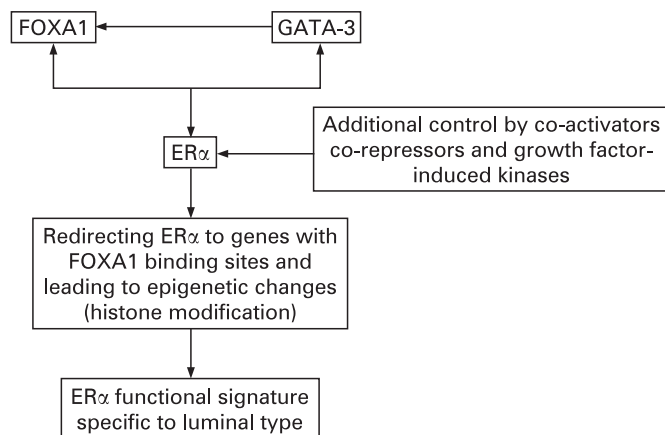 FOXA1
GATA-3
ERα
Additional control by co-activators
co-repressors and growth factor-
induced kinases
Redirecting ERα to genes with
FOXA1 binding sites and
leading to epigenetic changes
(histone modification)
ERα functional signature
specific to luminal type